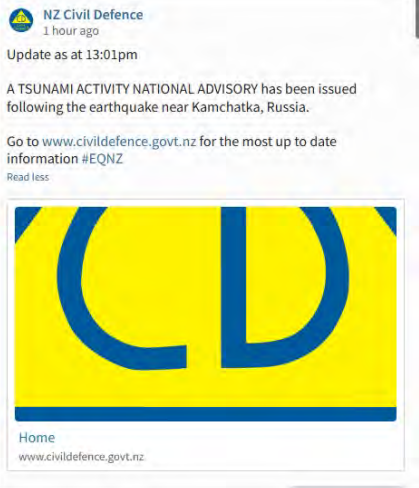 NZ Civil Defence
1 hour ago
Update as at 13:01pm
A TSUNAMI ACTIVITY NATIONAL ADVISORY has been issued
following the earthquake near Kamchatka, Russia.
Go to www.civildefence.govt.nz for the most up to date
information #EQNZ
Read less
CD
Home
www.civildefence.govt.nz